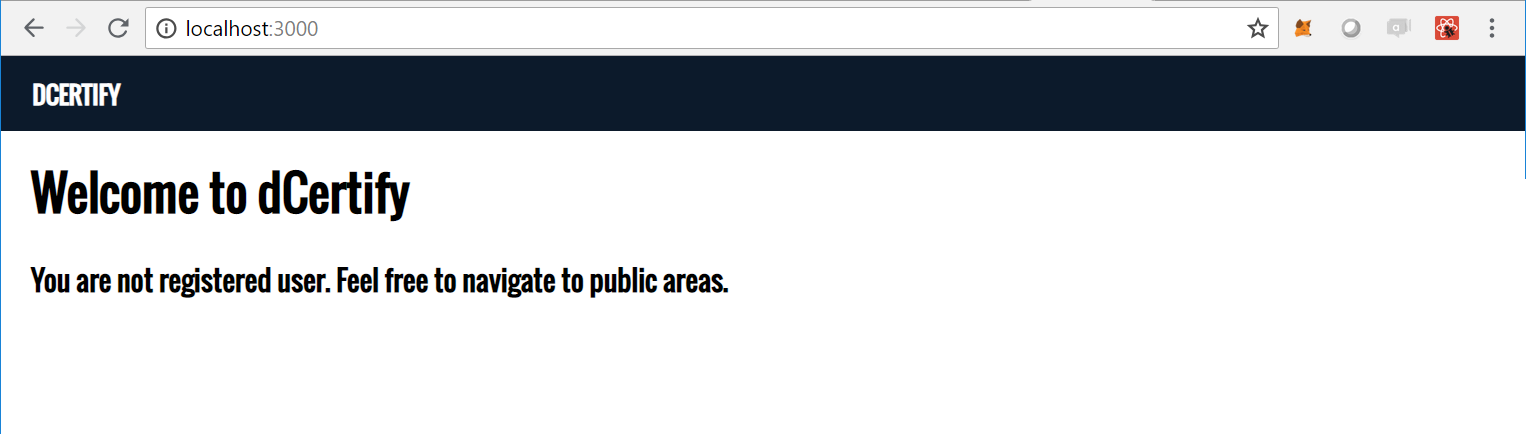 localhost:3000
DCERTIFY
Welcome to dCertify
You are not registered user. Feel free to navigate to public areas.